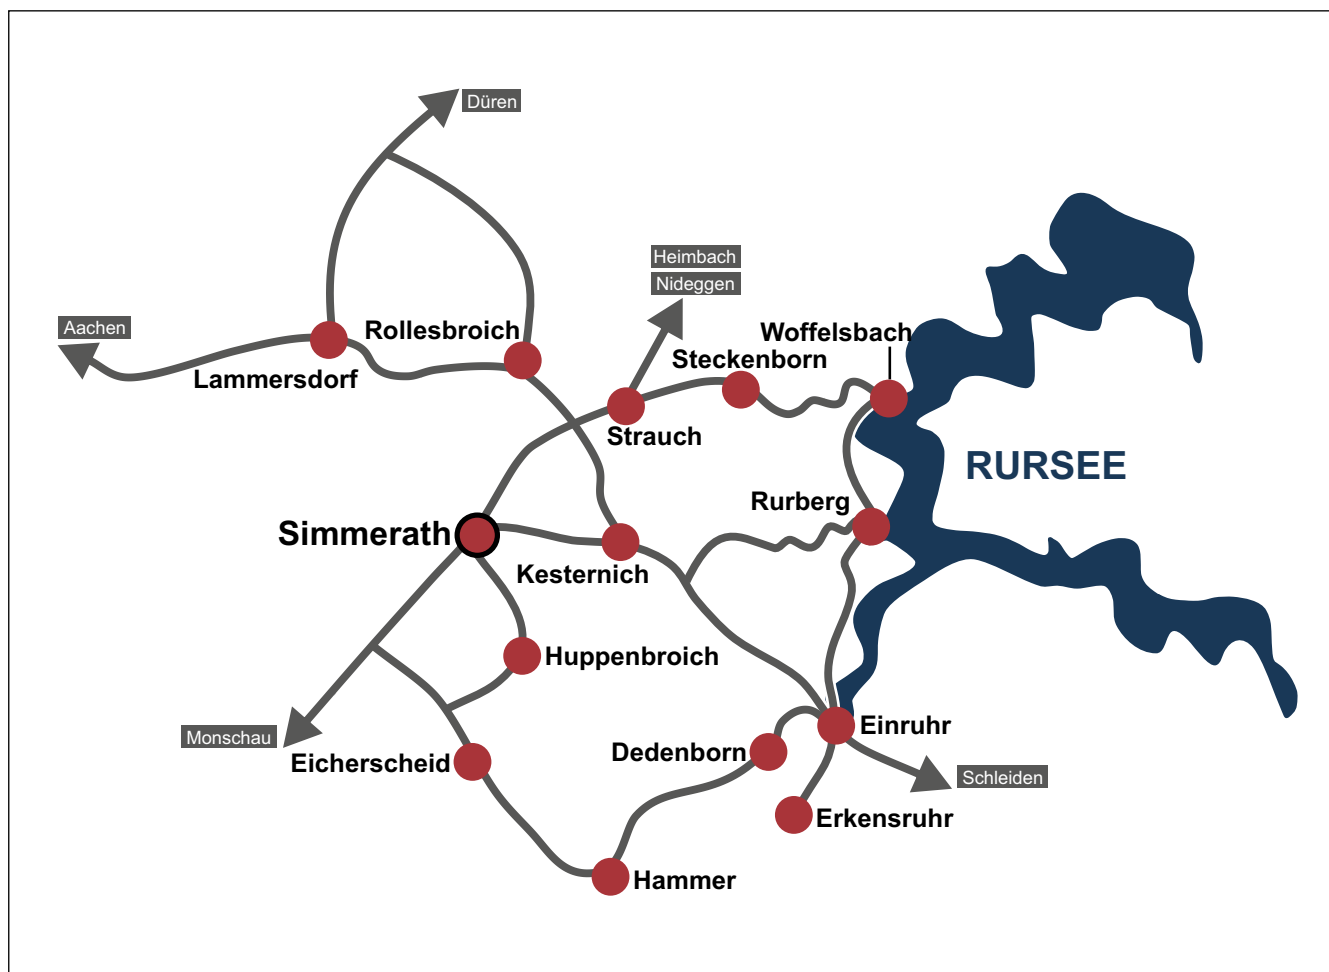 Düren
Heimbach
Nideggen
Aachen
Rollesbroich
Woffelsbach
Steckenborn
Lammersdorf
Strauch
RURSEE
Rurberg
Simmerath
Kesternich
Huppenbroich
Einruhr
Monschau
Dedenborn
Eicherscheid
Schleiden
Erkensruhr
Hammer